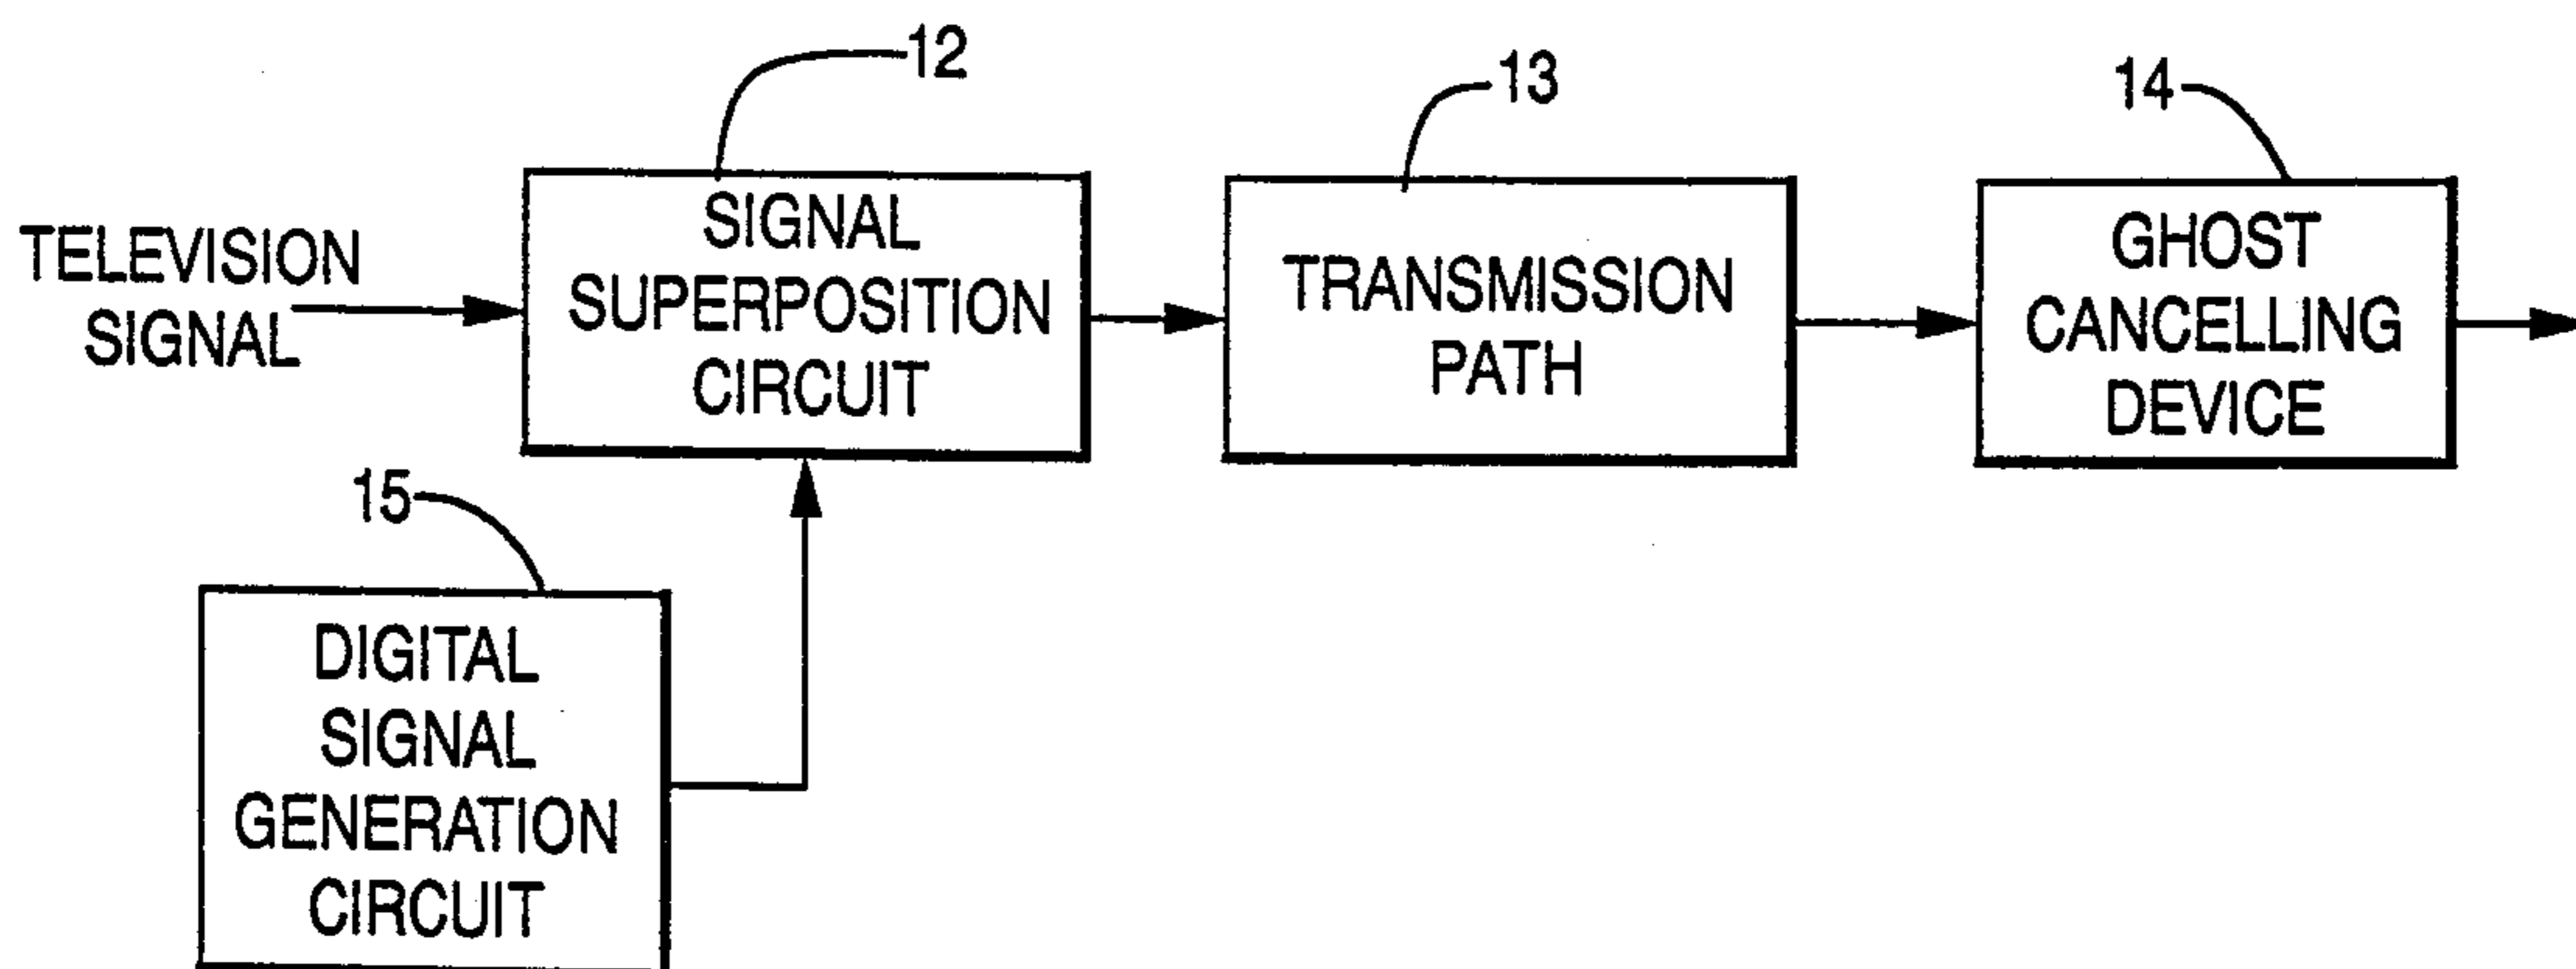 12
13
14
TELEVISION
SIGNAL
SIGNAL
SUPERPOSITION
CIRCUIT
TRANSMISSION
PATH
GHOST
CANCELLING
DEVICE
15
DIGITAL
SIGNAL
GENERATION
CIRCUIT